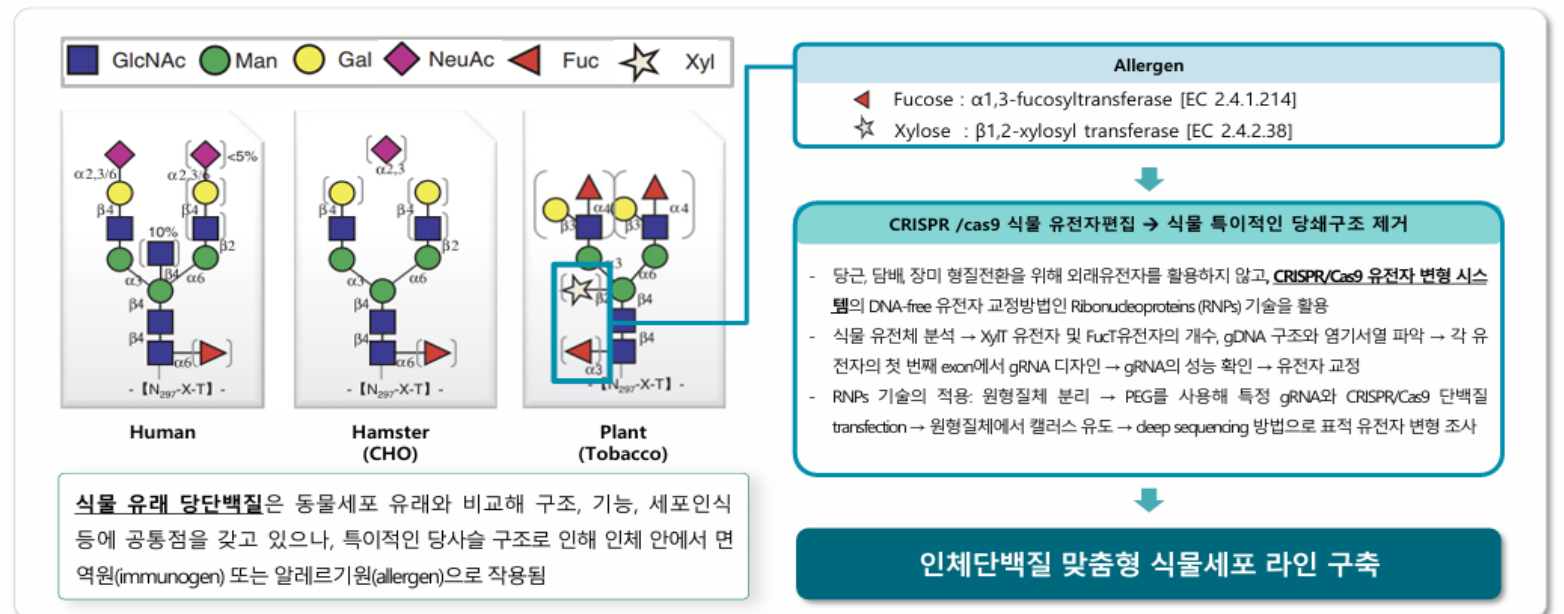 GlcNAc Man Gal NeuAc Fuc Xyl
<5%
α2,3/6 α2,3/6
β4 β4
10%
β2
β4
α3 α6
β4
β4
α6
-【N297-X-T】-
Human
α2,3
β4 β4
β2
α3 α6
β4
β4
α6
-【N297-X-T】-
Hamster
(CHO)
α4 α4
β3 β3
α3 α6
β2 β4
β4
α3
-【N297-X-T】-
Plant
(Tobacco)
식물 유래 당단백질은 동물세포 유래와 비교해 구조, 기능, 세포인식
등에 공통점을 갖고 있으나, 특이적인 당사슬 구조로 인해 인체 안에서 면
역원(immunogen) 또는 알레르기원(allergen)으로 작용됨
Allergen
Fucose : α1,3-fucosyltransferase [EC 2.4.1.214]
Xylose : β1,2-xylosyl transferase [EC 2.4.2.38]
CRISPR /cas9 식물 유전자편집 → 식물 특이적인 당쇄구조 제거
- 당근, 담배, 장미 형질전환을 위해 외래유전자를 활용하지 않고, CRISPR/Cas9 유전자 변형 시스
템의 DNA-free 유전자 교정방법인 Ribonucleoproteins (RNPs) 기술을 활용
- 식물 유전체 분석 → XylT 유전자 및 FucT유전자의 개수, gDNA 구조와 염기서열 파악 → 각 유
전자의 첫 번째 exon에서 gRNA 디자인 → gRNA의 성능 확인 → 유전자 교정
- RNPs 기술의 적용: 원형질체 분리 → PEG를 사용해 특정 gRNA와 CRISPR/Cas9 단백질
transfection → 원형질체에서 캘러스 유도 → deep sequencing 방법으로 표적 유전자 변형 조사
인체단백질 맞춤형 식물세포 라인 구축